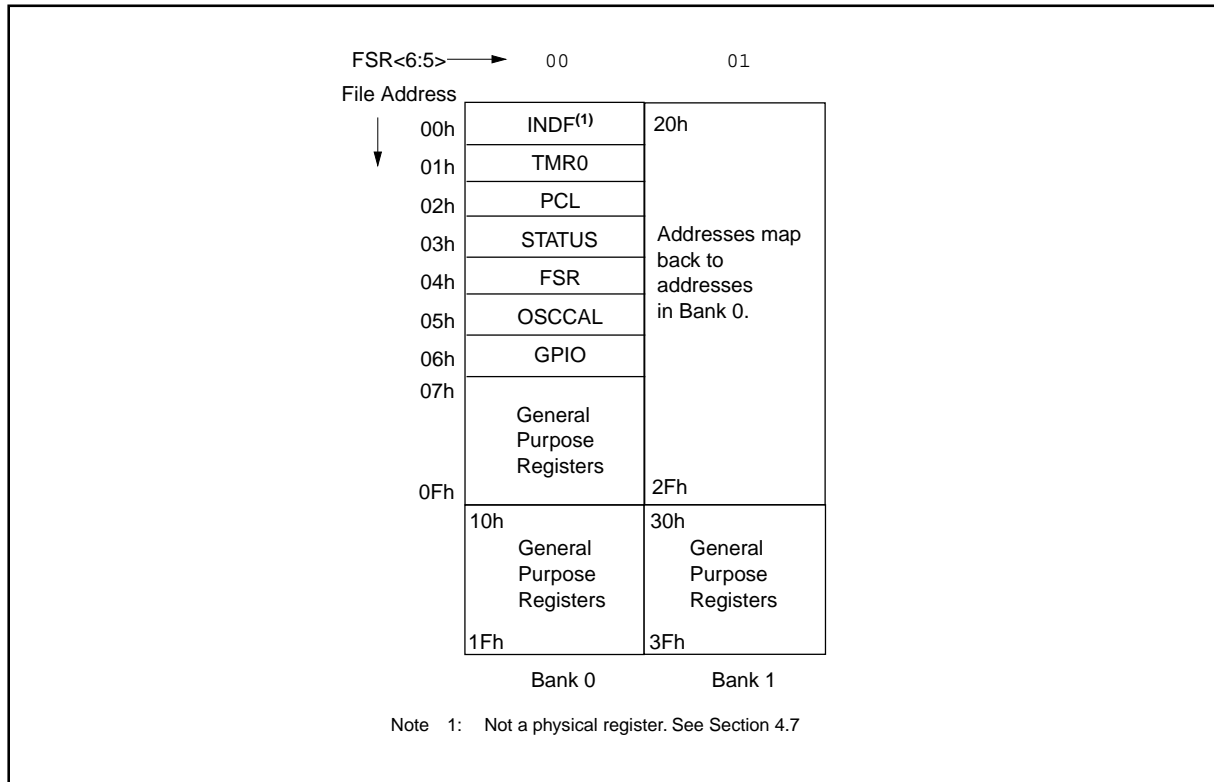 FSR<6:5> 00 01
File Address
00h INDF(1) 20h
01h TMR0
02h PCL
03h STATUS Addresses map
back to
04h FSR addresses
in Bank 0.
05h OSCCAL
06h GPIO
07h
General
Purpose
Registers
0Fh 2Fh
10h 30h
General General
Purpose Purpose
Registers Registers
1Fh 3Fh
Bank 0 Bank 1
Note 1: Not a physical register. See Section 4.7